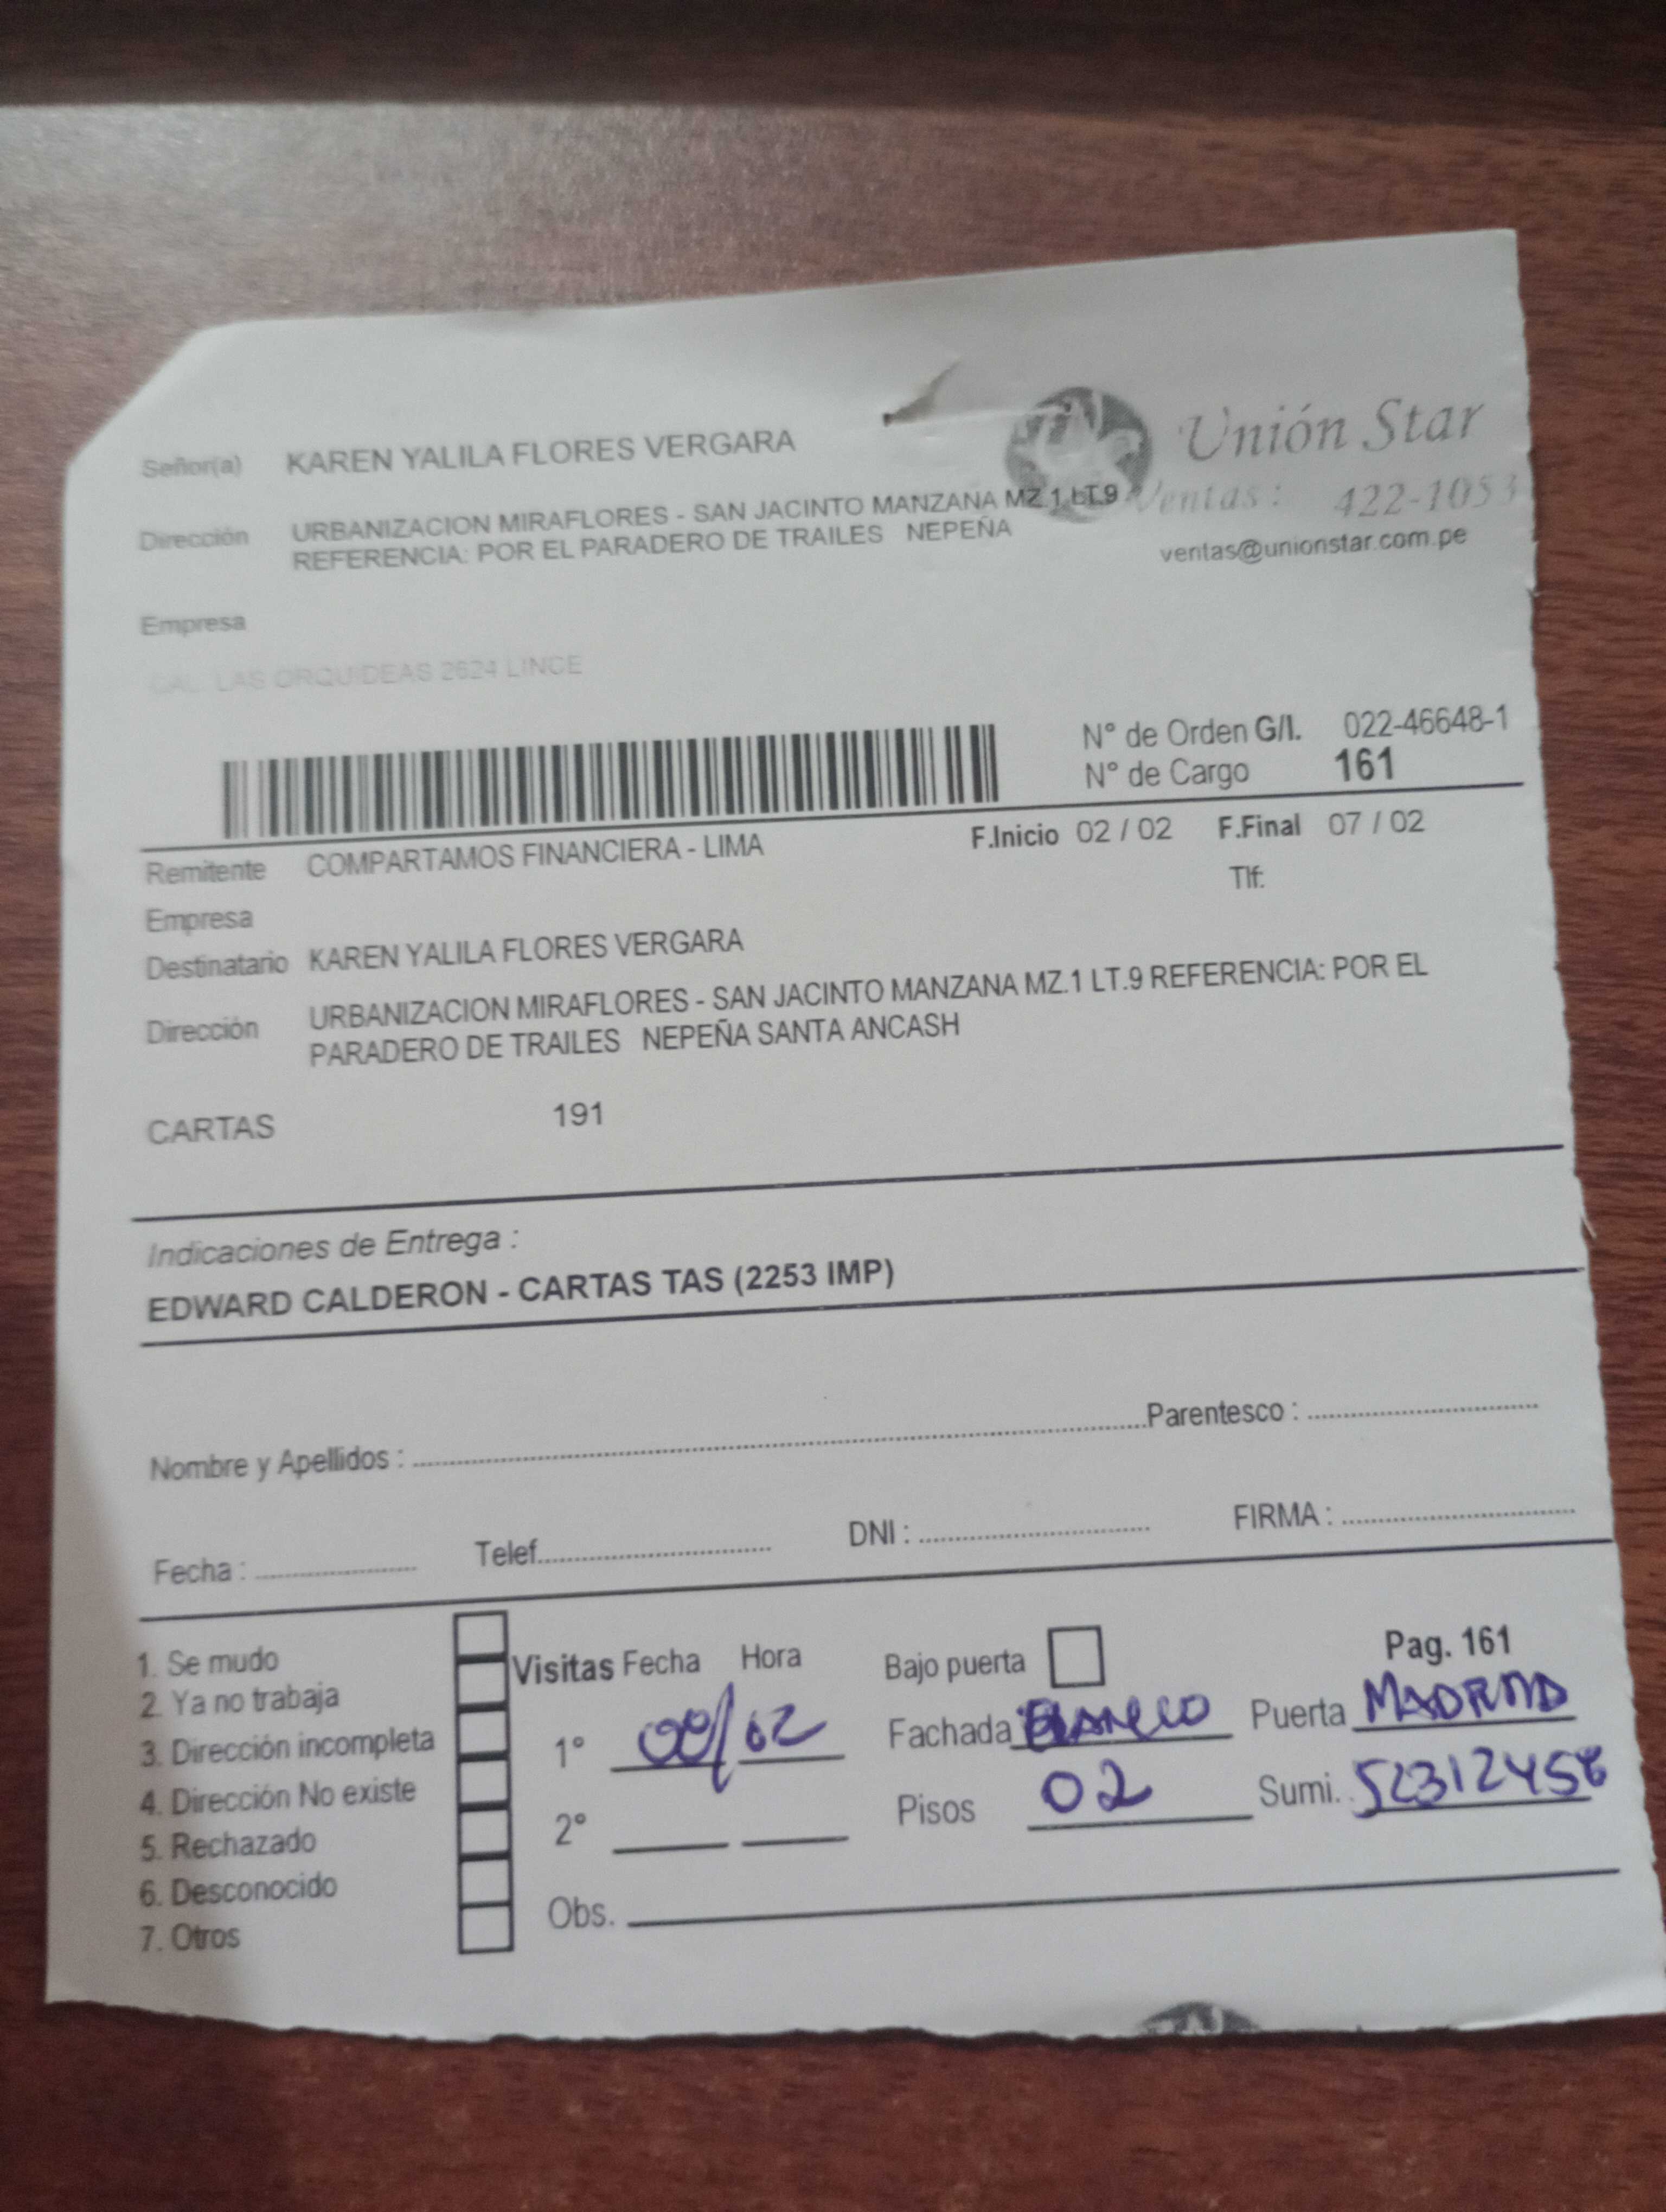 Señor(a) KAREN YALILA FLORES VERGARA
Unión Star
Dirección URBANIZACION MIRAFLORES - SAN JACINTO MANZANA MZ.1 LT.9
REFERENCIA: POR EL PARADERO DE TRAILES NEPEÑA
Ventas: 422-1053
ventas@unionstar.com.pe
Empresa
CAL. LAS ORQUIDEAS 2624 LINCE
N° de Orden G/I. 022-46648-1
N° de Cargo 161
Remitente COMPARTAMOS FINANCIERA - LIMA F.Inicio 02 / 02 F.Final 07 / 02
Tlf:
Empresa
Destinatario KAREN YALILA FLORES VERGARA
Dirección URBANIZACION MIRAFLORES - SAN JACINTO MANZANA MZ.1 LT.9 REFERENCIA: POR EL
PARADERO DE TRAILES NEPEÑA SANTA ANCASH
CARTAS 191
Indicaciones de Entrega :
EDWARD CALDERON - CARTAS TAS (2253 IMP)
Nombre y Apellidos : Parentesco :
Fecha : Telef. DNI : FIRMA :
1. Se mudo
2. Ya no trabaja
3. Dirección incompleta
4. Dirección No existe
5. Rechazado
6. Desconocido
7. Otros
Visitas Fecha Hora
1° /02
2°
Obs.
Bajo puerta Pag. 161
Fachada Puerta
Pisos 02 Sumi. 52312458